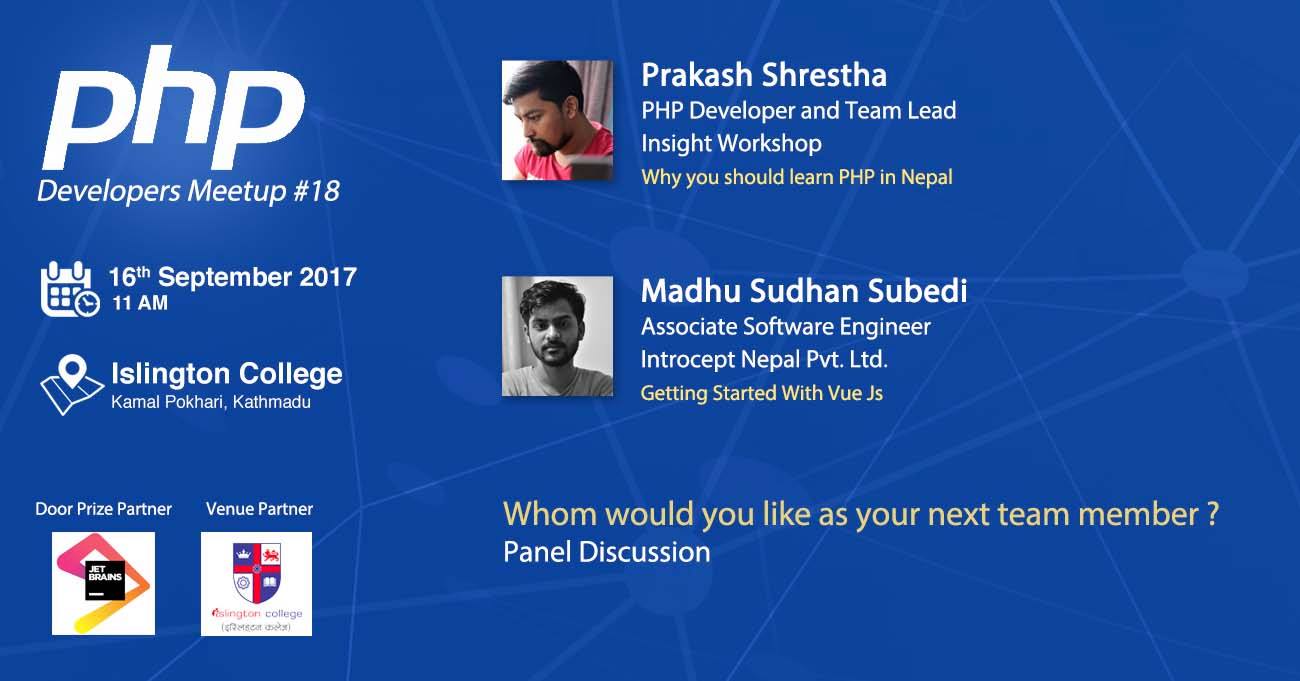 php
Developers Meetup #18
16th September 2017
11 AM
Islington College
Kamal Pokhari, Kathmadu
Door Prize Partner
Venue Partner
JET
BRAINS
islington college
(इस्लिङटन कलेज)
Prakash Shrestha
PHP Developer and Team Lead
Insight Workshop
Why you should learn PHP in Nepal
Madhu Sudhan Subedi
Associate Software Engineer
Introcept Nepal Pvt. Ltd.
Getting Started With Vue Js
Whom would you like as your next team member ?
Panel Discussion